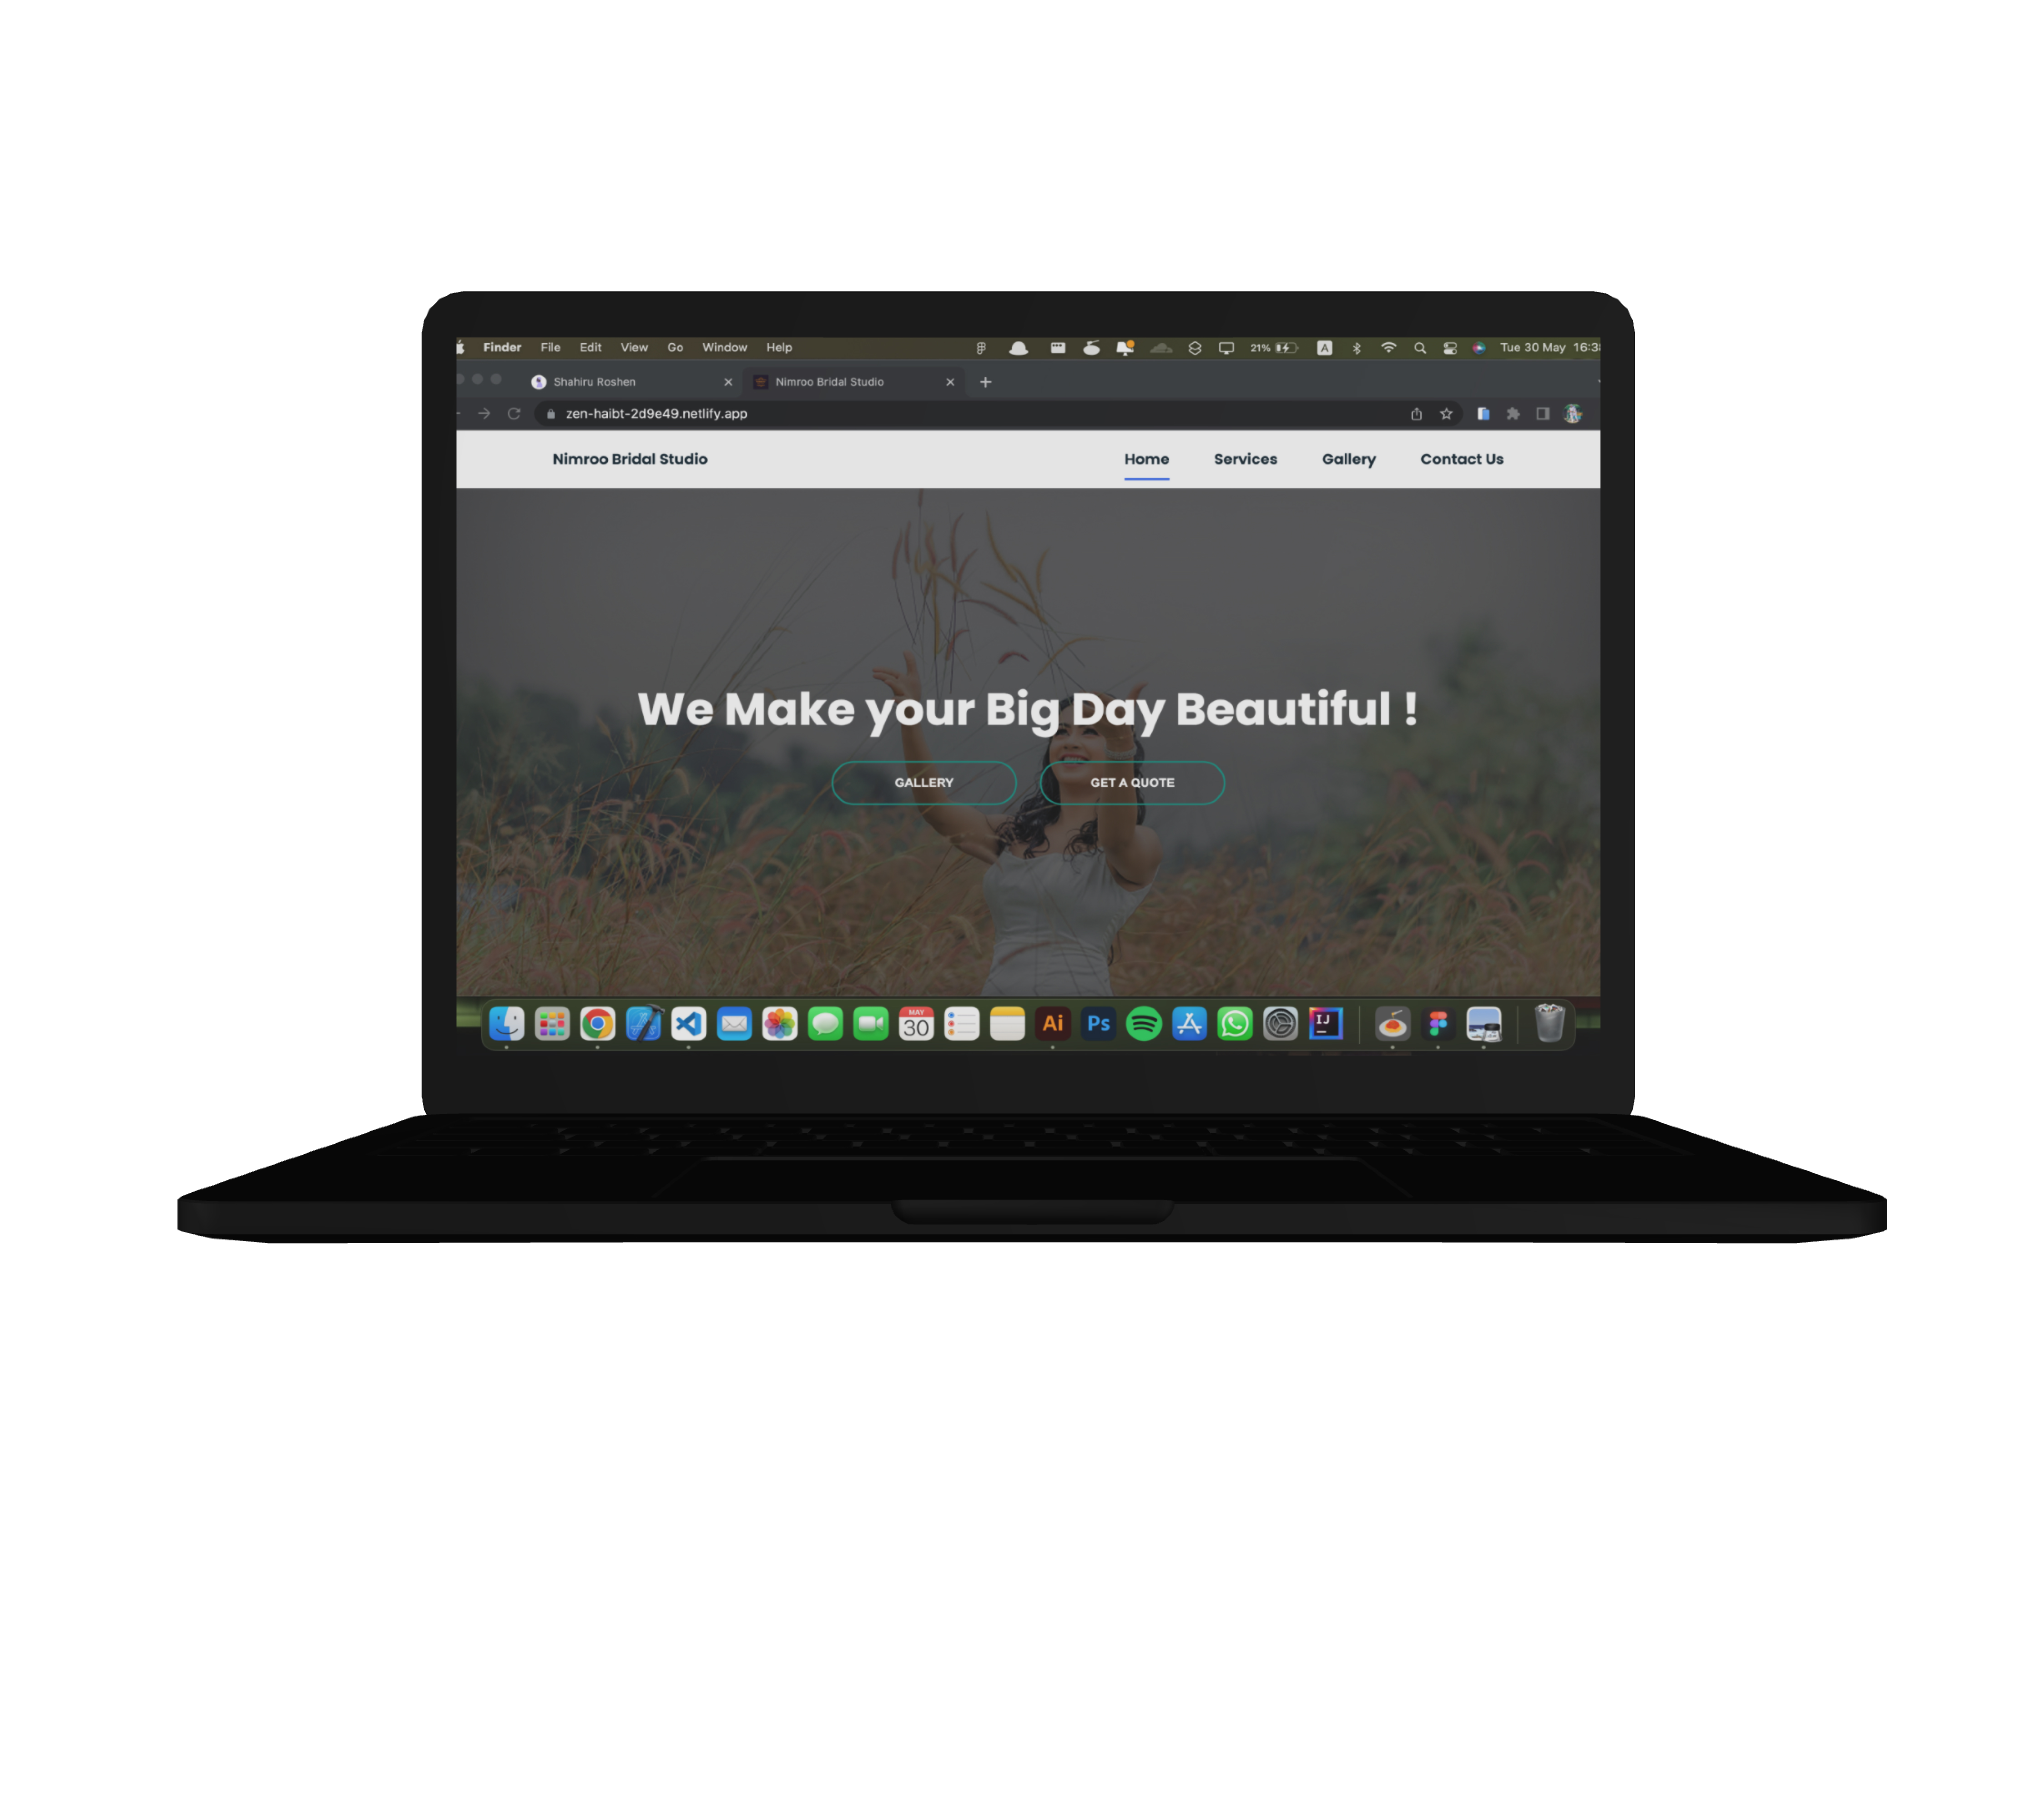 Finder File Edit View Go Window Help 21% A Tue 30 May
Shahiru Roshen Nimroo Bridal Studio
zen-haibt-2d9e49.netlify.app
Nimroo Bridal Studio Home Services Gallery Contact Us
We Make your Big Day Beautiful !
GALLERY GET A QUOTE
MAY
30 Ai Ps IJ